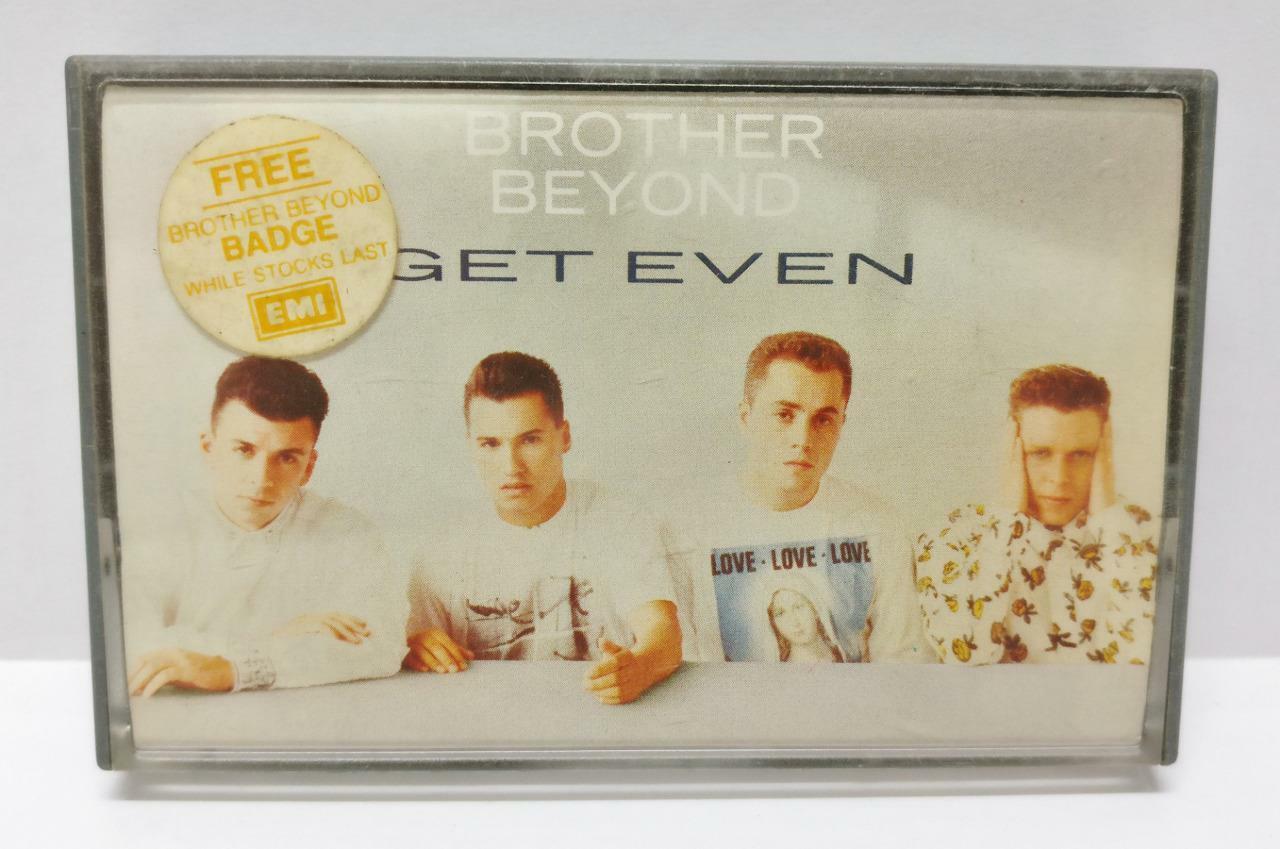 BROTHER
BEYOND
GET EVEN
FREE
BROTHER BEYOND
BADGE
WHILE STOCKS LAST
EMI
LOVE · LOVE · LOVE